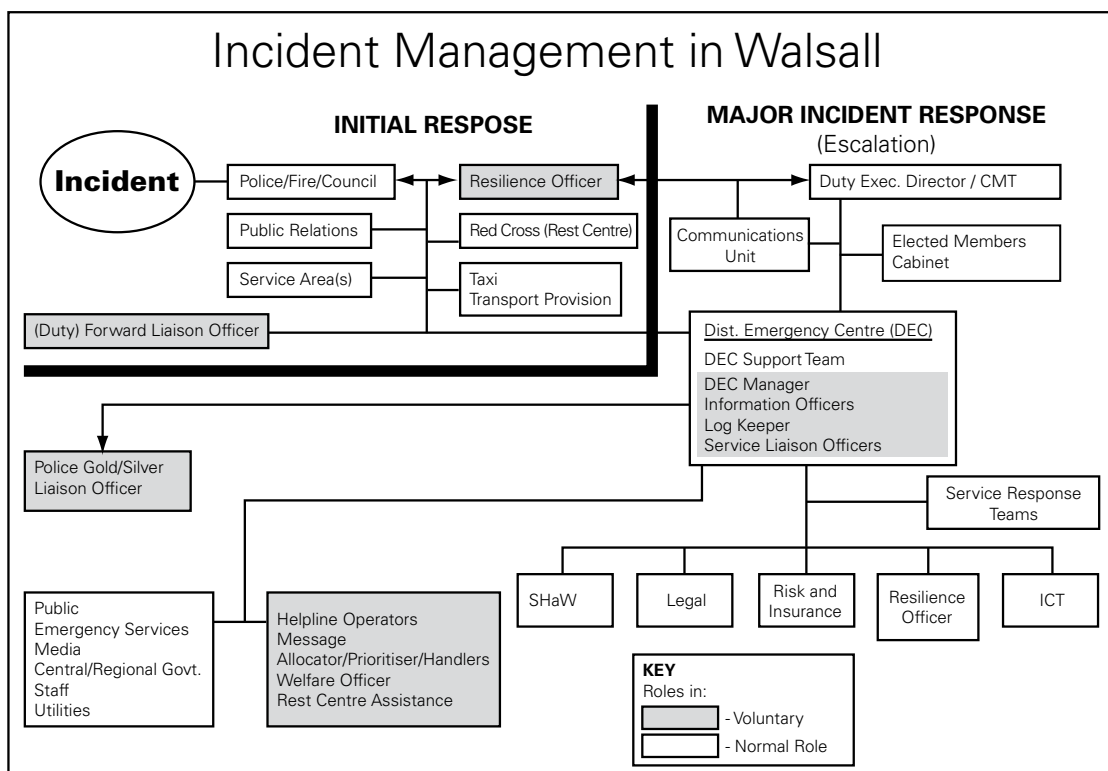 Incident Management in Walsall
INITIAL RESPOSE
MAJOR INCIDENT RESPONSE
(Escalation)
Incident
Police/Fire/Council
Resilience Officer
Duty Exec. Director / CMT
Public Relations
Red Cross (Rest Centre)
Communications
Unit
Elected Members
Cabinet
Service Area(s)
Taxi
Transport Provision
(Duty) Forward Liaison Officer
Dist. Emergency Centre (DEC)
DEC Support Team
DEC Manager
Information Officers
Log Keeper
Service Liaison Officers
Police Gold/Silver
Liaison Officer
Service Response
Teams
SHaW
Legal
Risk and
Insurance
Resilience
Officer
ICT
Public
Emergency Services
Media
Central/Regional Govt.
Staff
Utilities
Helpline Operators
Message
Allocator/Prioritiser/Handlers
Welfare Officer
Rest Centre Assistance
KEY
Roles in:
- Voluntary
- Normal Role